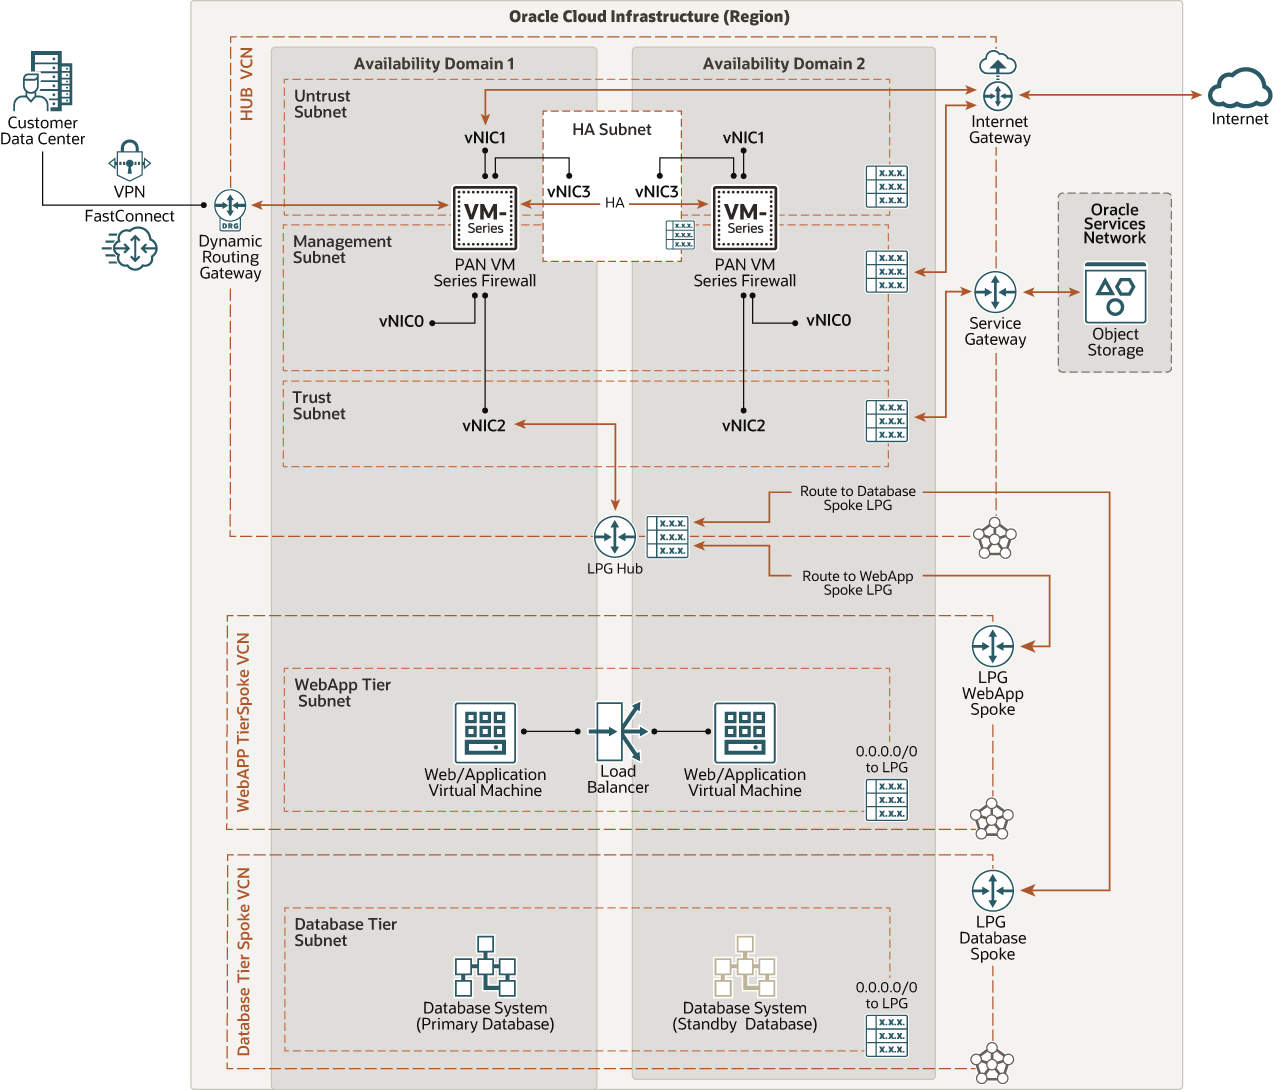 Oracle Cloud Infrastructure (Region)
HUB VCN
Availability Domain 1
Availability Domain 2
Customer
Data Center
VPN
FastConnect
DRG
Dynamic
Routing
Gateway
Untrust
Subnet
vNIC1
HA Subnet
vNIC1
vNIC3
vNIC3
HA
VM-
Series
VM-
Series
Internet
Gateway
Internet
x.x.x.
x.x.x.
x.x.x.
x.x.x.
x.x.x.
x.x.x.
Management
Subnet
PAN VM
Series Firewall
PAN VM
Series Firewall
x.x.x.
x.x.x.
x.x.x.
vNIC0
vNIC0
Service
Gateway
Oracle
Services
Network
Object
Storage
Trust
Subnet
vNIC2
vNIC2
x.x.x.
x.x.x.
x.x.x.
Route to Database
Spoke LPG
x.x.x.
x.x.x.
x.x.x.
LPG Hub
Route to WebApp
Spoke LPG
WebAPP TierSpoke VCN
WebApp Tier
Subnet
LPG
WebApp
Spoke
Web/Application
Virtual Machine
Load
Balancer
Web/Application
Virtual Machine
0.0.0.0/0
to LPG
x.x.x.
x.x.x.
x.x.x.
Database Tier Spoke VCN
Database Tier
Subnet
LPG
Database
Spoke
Database System
(Primary Database)
Database System
(Standby Database)
0.0.0.0/0
to LPG
x.x.x.
x.x.x.
x.x.x.